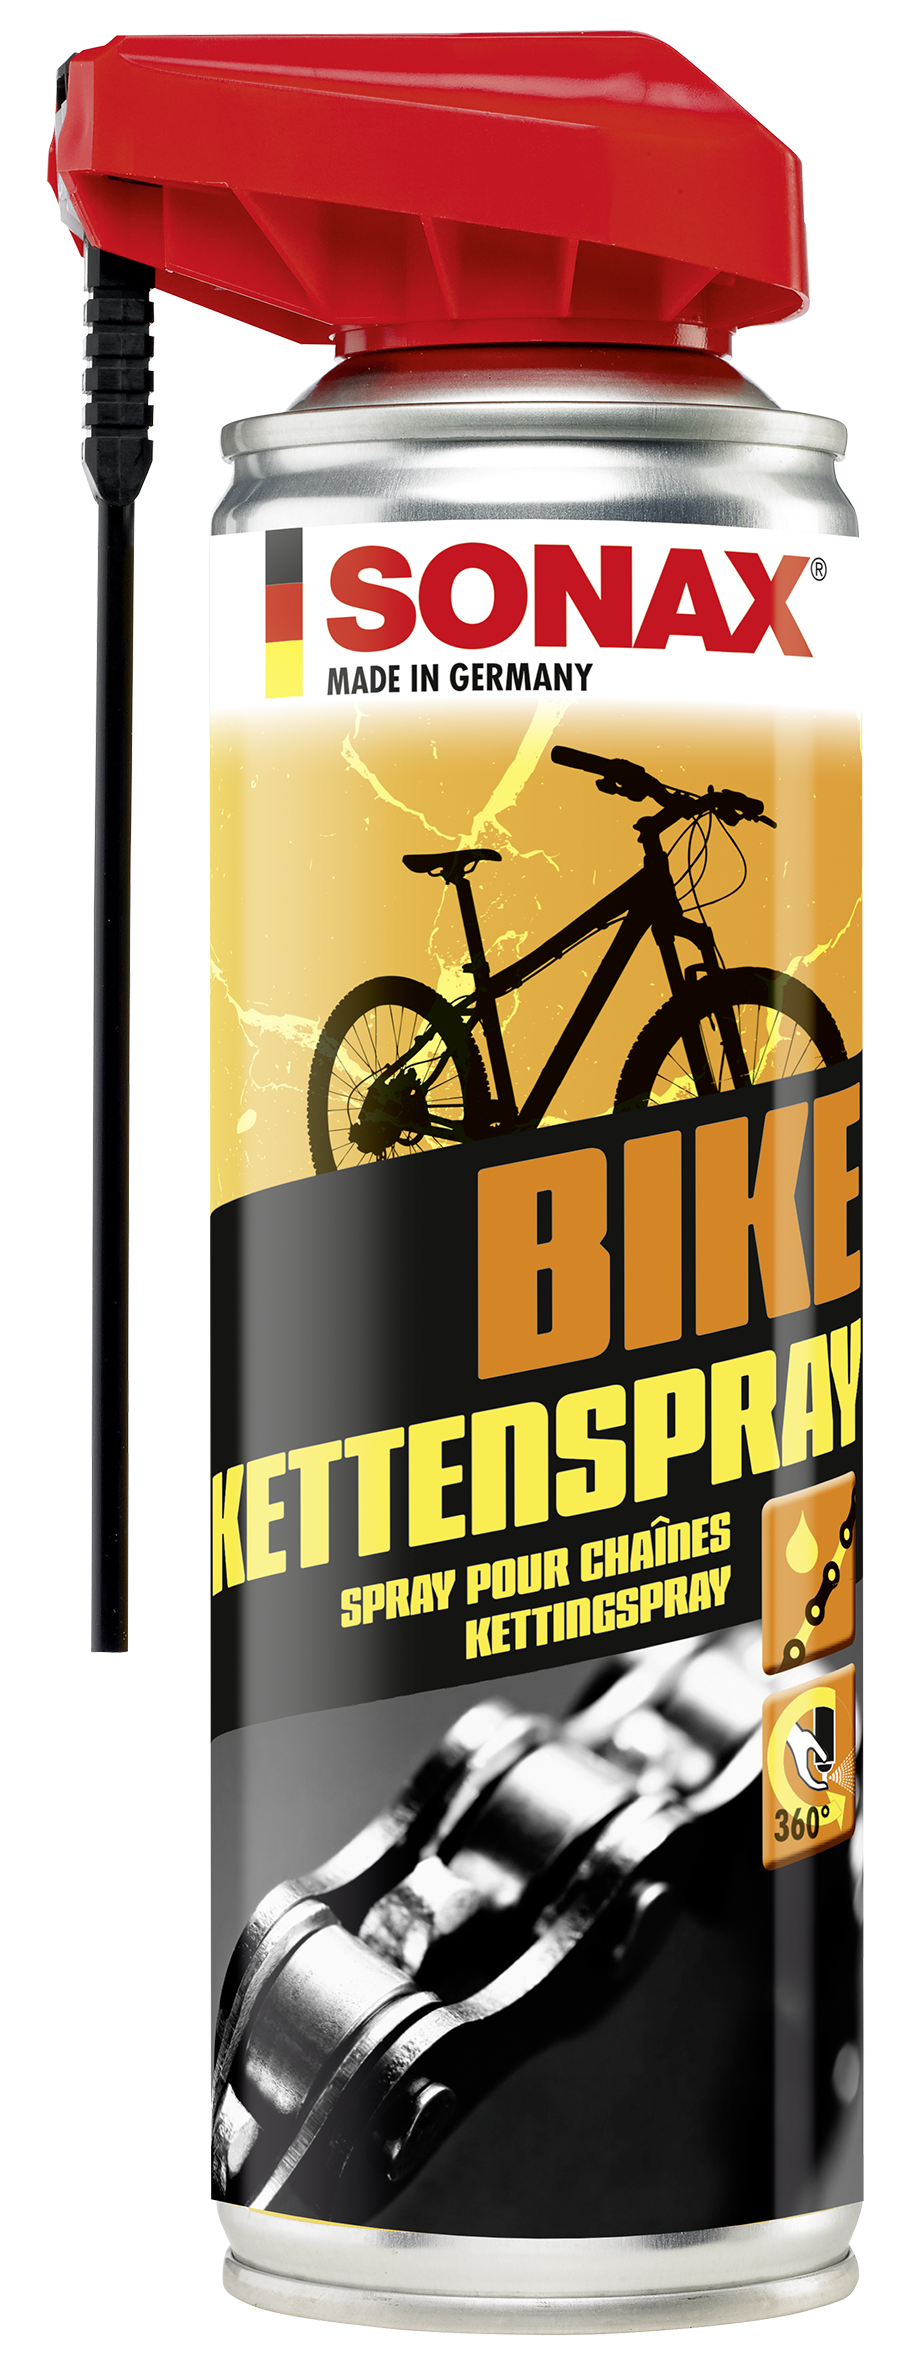 SONAX®
MADE IN GERMANY
BIKE
KETTENSPRAY
SPRAY POUR CHAÎNES
KETTINGSPRAY
360°